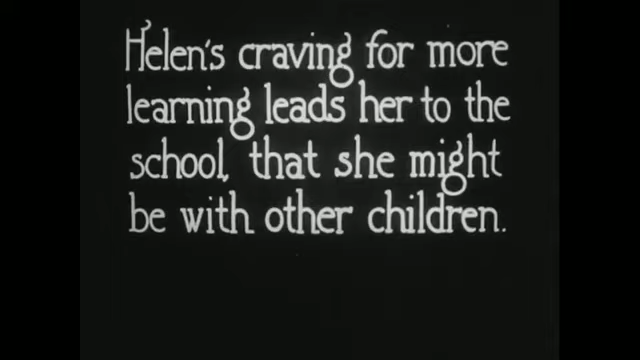 Helen's craving for more
learning leads her to the
school, that she might
be with other children.